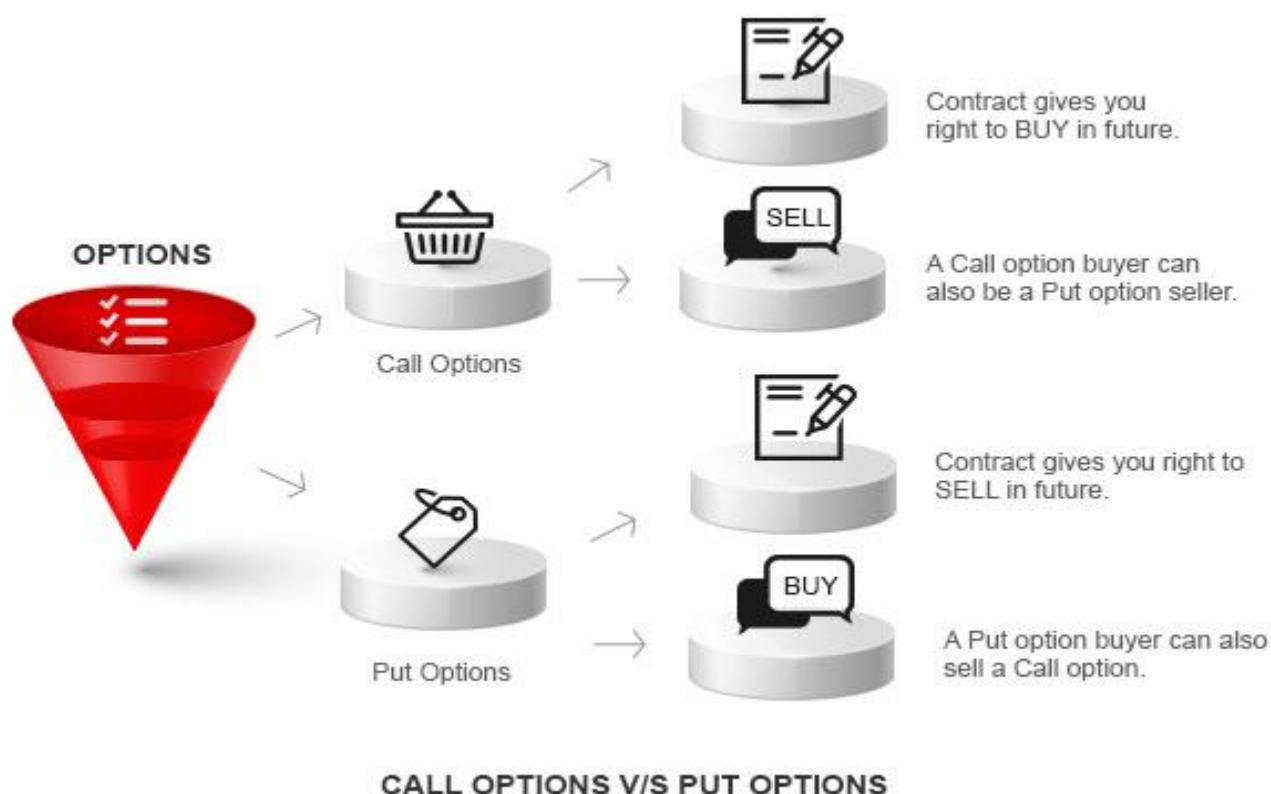 OPTIONS
Call Options
Contract gives you
right to BUY in future.
SELL
A Call option buyer can
also be a Put option seller.
Put Options
Contract gives you right to
SELL in future.
BUY
A Put option buyer can also
sell a Call option.
CALL OPTIONS V/S PUT OPTIONS